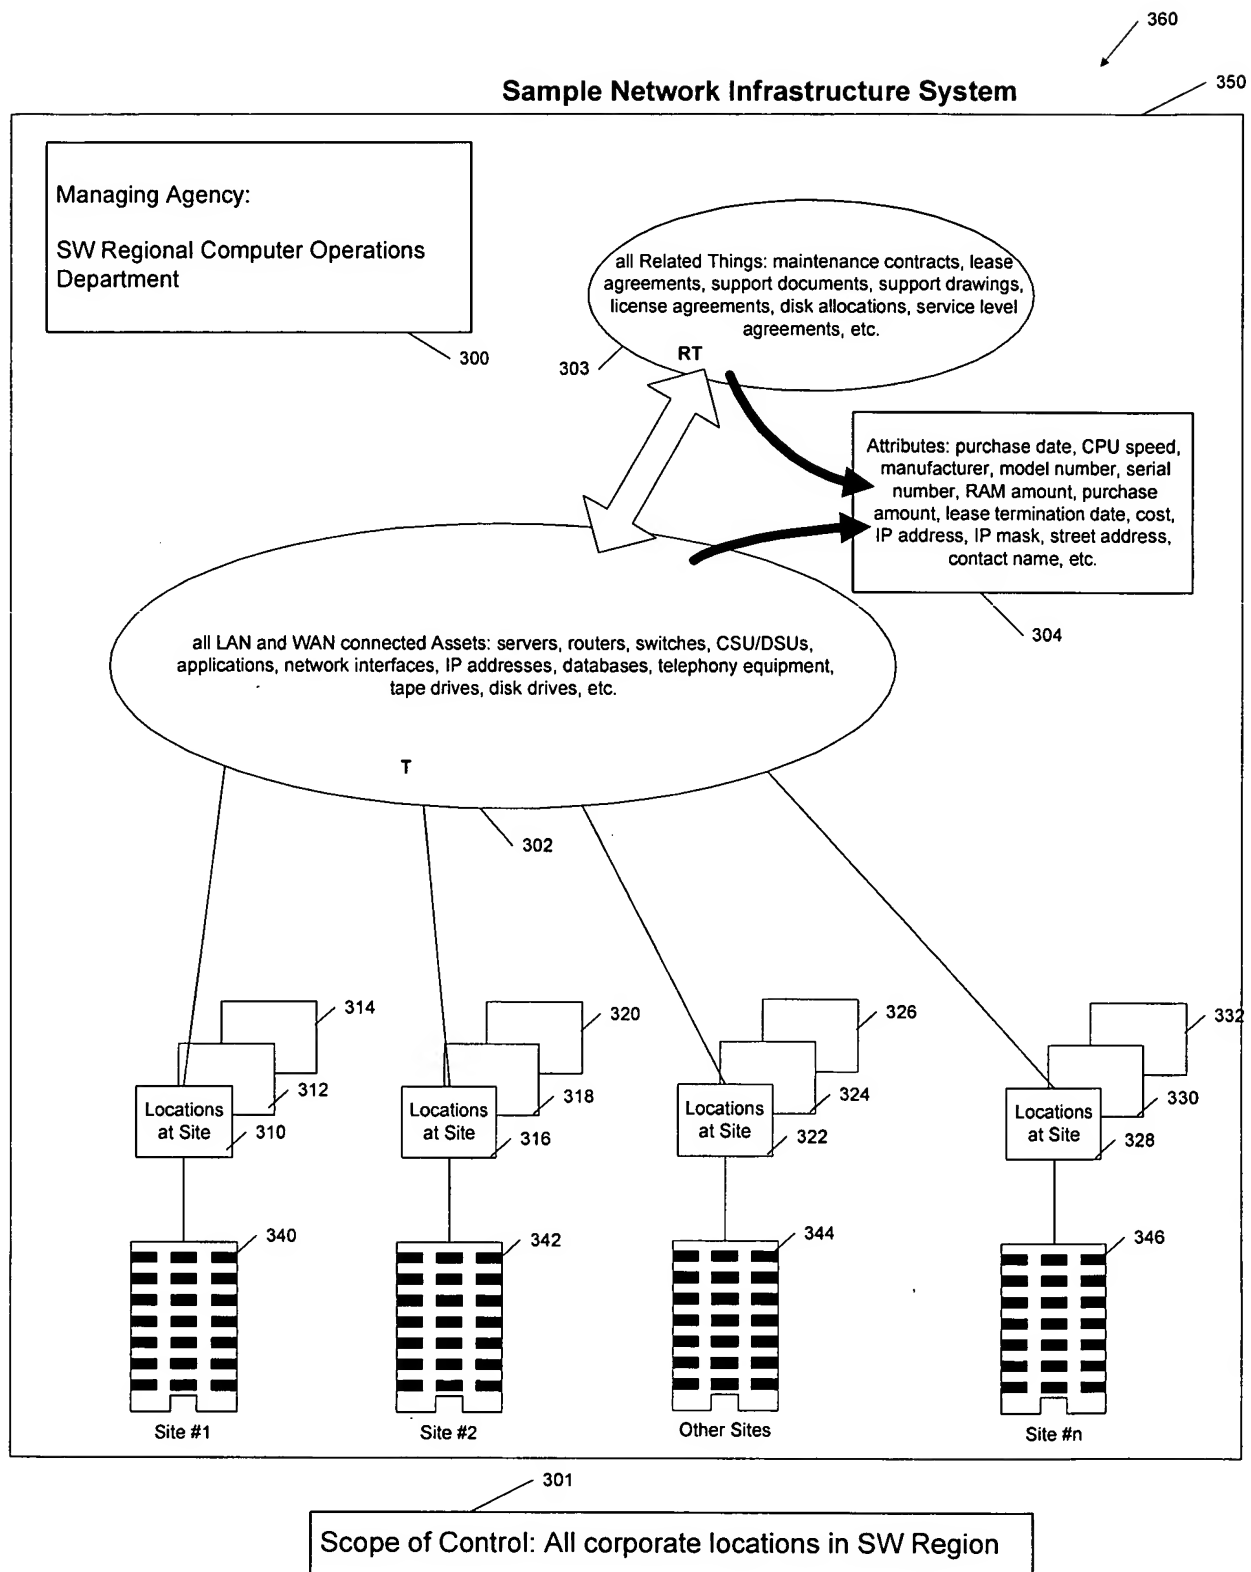 360
Sample Network Infrastructure System
350
Managing Agency:
SW Regional Computer Operations
Department
300
all Related Things: maintenance contracts, lease
agreements, support documents, support drawings,
license agreements, disk allocations, service level
agreements, etc.
RT
303
Attributes: purchase date, CPU speed,
manufacturer, model number, serial
number, RAM amount, purchase
amount, lease termination date, cost,
IP address, IP mask, street address,
contact name, etc.
304
all LAN and WAN connected Assets: servers, routers, switches, CSU/DSUs,
applications, network interfaces, IP addresses, databases, telephony equipment,
tape drives, disk drives, etc.
T
302
314
320
326
332
312
318
324
330
Locations
at Site
310
Locations
at Site
316
Locations
at Site
322
Locations
at Site
328
340
342
344
346
Site #1
Site #2
Other Sites
Site #n
301
Scope of Control: All corporate locations in SW Region